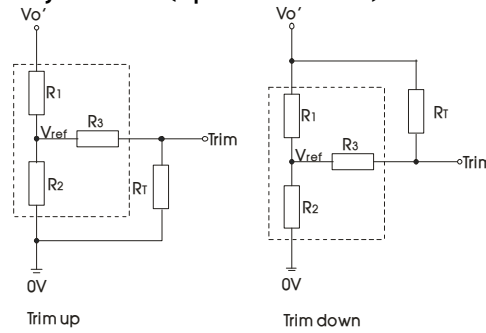 Vo'
R1
Vref
R3
Trim
R2
RT
0V
Trim up
Vo'
R1
RT
Vref
R3
Trim
R2
0V
Trim down